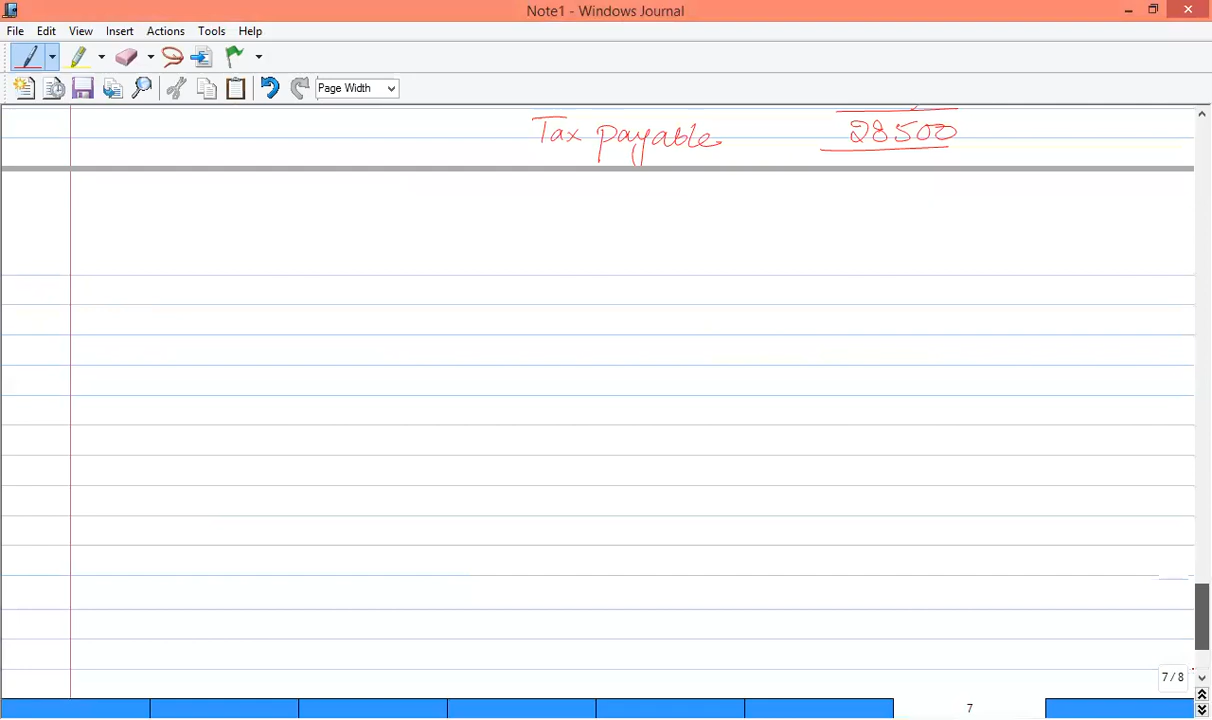 Note1 - Windows Journal
File Edit View Insert Actions Tools Help
Page Width
Tax payable 28500
7 / 8
7